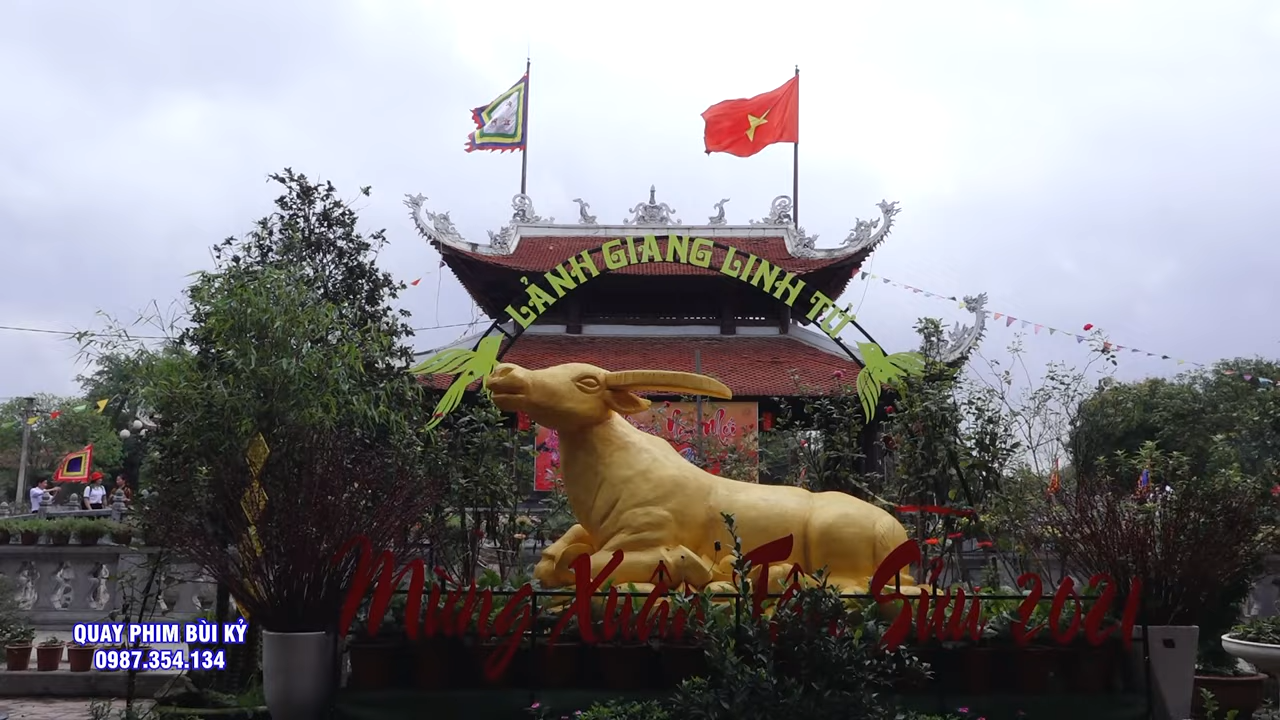 LẢNH GIANG LINH TỪ
Mừng Xuân Tân Sửu 2021
QUAY PHIM BÙI KỶ
0987.354.134